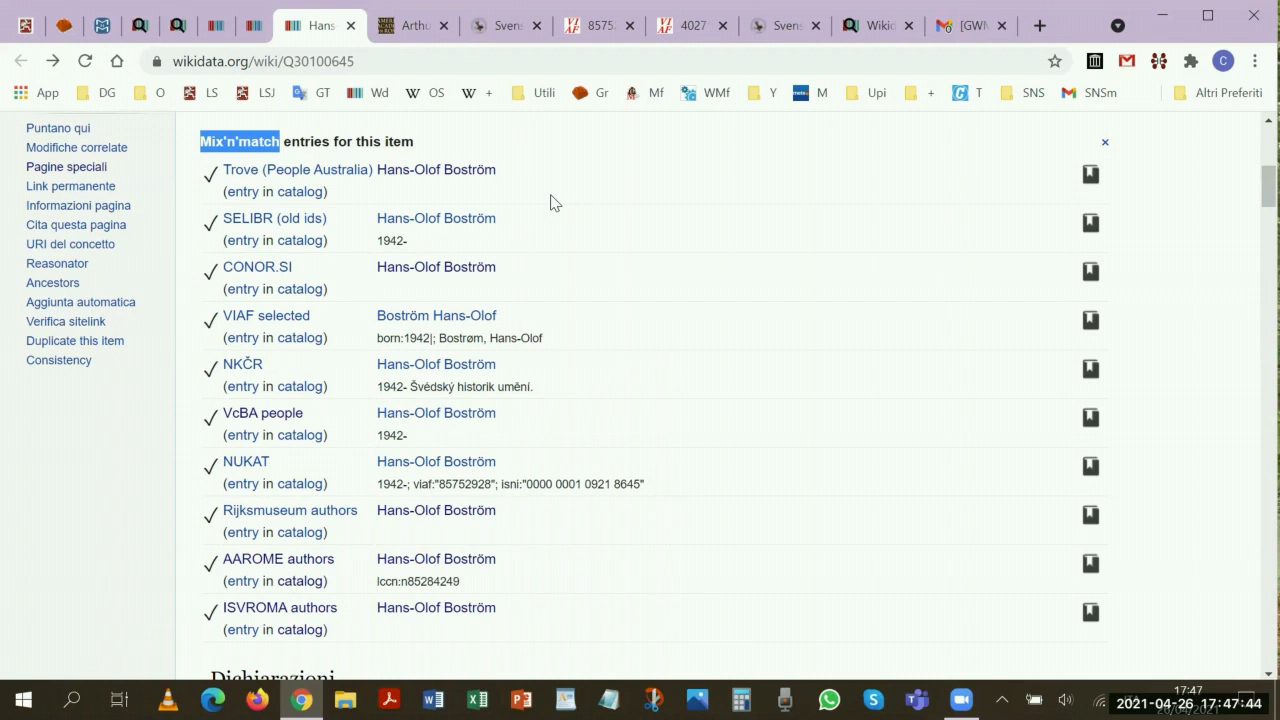 Hans-
Arthu
Svens
8575
4027
Svens
Wikid
[GWM
wikidata.org/wiki/Q30100645
C
App
DG
O
LS
LSJ
GT
Wd
OS
+
Utili
Gr
Mf
WMf
Y
M
Upi
+
T
SNS
SNSm
Altri Preferiti
Puntano qui
Modifiche correlate
Pagine speciali
Link permanente
Informazioni pagina
Cita questa pagina
URI del concetto
Reasonator
Ancestors
Aggiunta automatica
Verifica sitelink
Duplicate this item
Consistency
Mix'n'match entries for this item
Trove (People Australia) Hans-Olof Boström
(entry in catalog)
SELIBR (old ids) Hans-Olof Boström
(entry in catalog) 1942-
CONOR.SI Hans-Olof Boström
(entry in catalog)
VIAF selected Boström Hans-Olof
(entry in catalog) born:1942|; Bostrøm, Hans-Olof
NKČR Hans-Olof Boström
(entry in catalog) 1942- Švédský historik umění.
VcBA people Hans-Olof Boström
(entry in catalog) 1942-
NUKAT Hans-Olof Boström
(entry in catalog) 1942-; viaf:"85752928"; isni:"0000 0001 0921 8645"
Rijksmuseum authors Hans-Olof Boström
(entry in catalog)
AAROME authors Hans-Olof Boström
(entry in catalog) lccn:n85284249
ISVROMA authors Hans-Olof Boström
(entry in catalog)
Dichiarazioni
17:47
2021-04-26 17:47:44